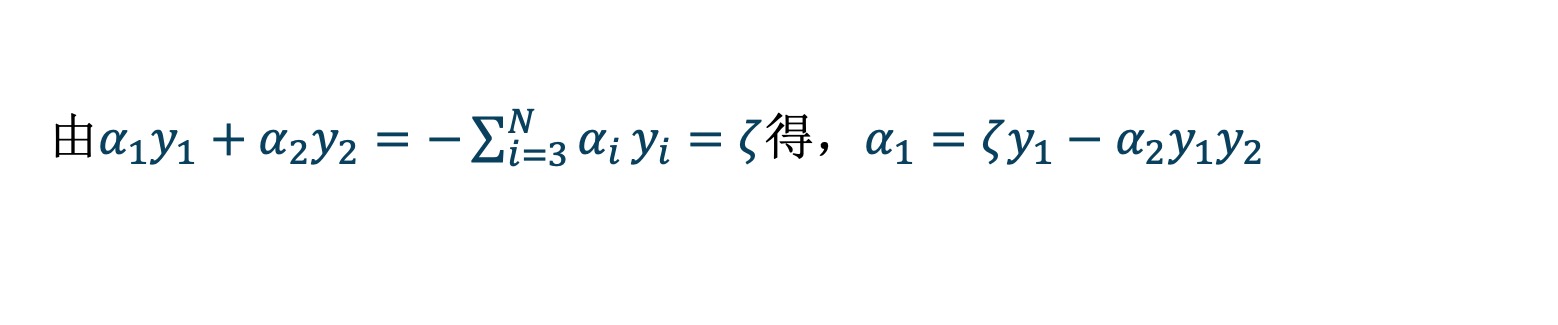 由α₁y₁ + α₂y₂ = −∑ᵢ₌₃ᴺ αᵢ yᵢ = ζ得，α₁ = ζy₁ − α₂y₁y₂